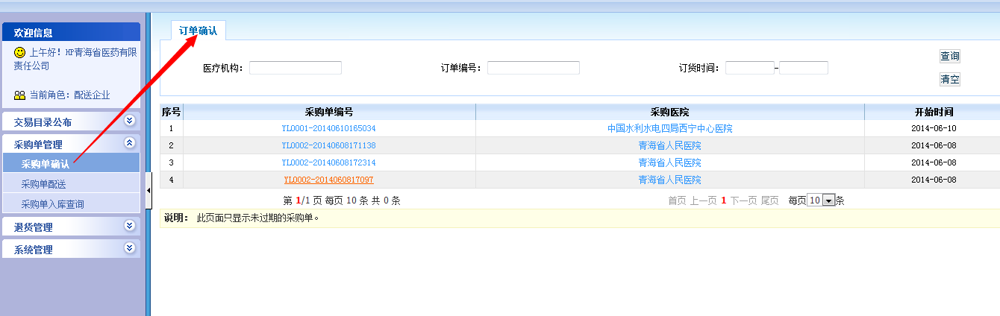 欢迎信息
上午好！HP青海省医药有限
责任公司
当前角色：配送企业
交易目录公布
采购单管理
采购单确认
采购单配送
采购单入库查询
退货管理
系统管理
订单确认
医疗机构： 订单编号： 订货时间： - 查询
清空
序号 采购单编号 采购医院 开始时间
1 YL0001-20140610165034 中国水利水电四局西宁中心医院 2014-06-10
2 YL0002-20140608171138 青海省人民医院 2014-06-08
3 YL0002-20140608172314 青海省人民医院 2014-06-08
4 YL0002-2014060817097 青海省人民医院 2014-06-08
第 1/1 页 每页 10 条 共 0 条 首页 上一页 1 下一页 尾页 每页 10 条
说明： 此页面只显示未过期的采购单。